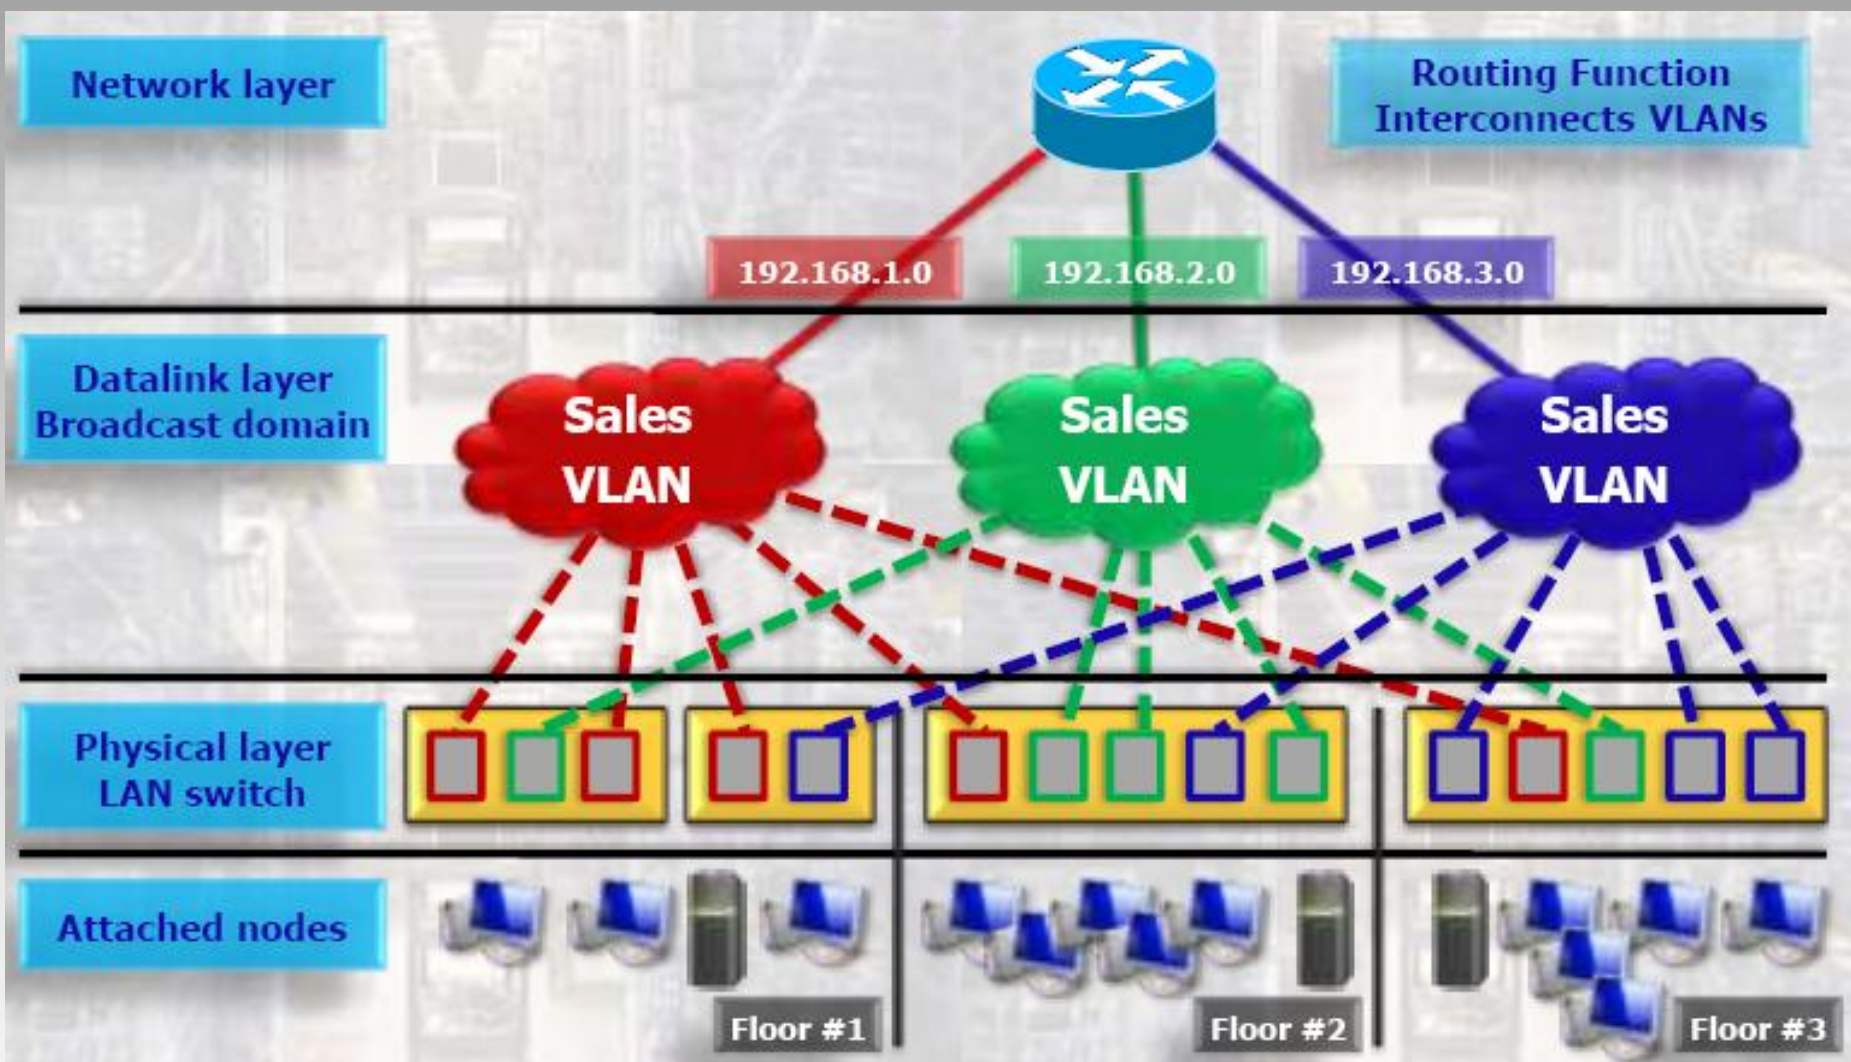 Network layer
Routing Function
Interconnects VLANs
192.168.1.0
192.168.2.0
192.168.3.0
Datalink layer
Broadcast domain
Sales
VLAN
Sales
VLAN
Sales
VLAN
Physical layer
LAN switch
Attached nodes
Floor #1
Floor #2
Floor #3